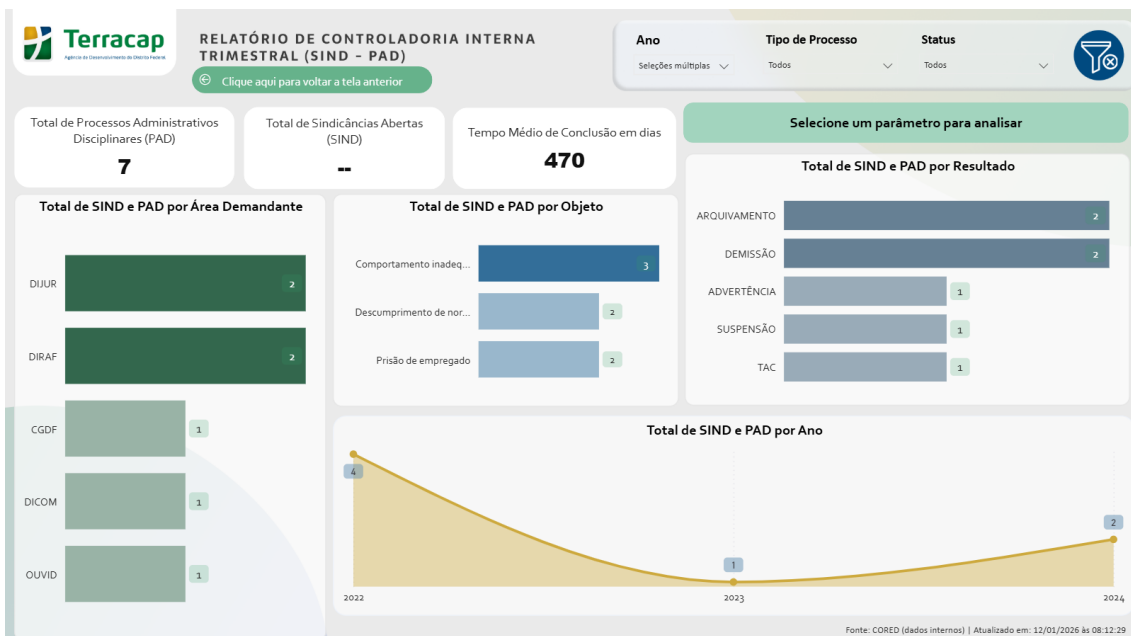 Terracap
Agência de Desenvolvimento do Distrito Federal
RELATÓRIO DE CONTROLADORIA INTERNA
TRIMESTRAL (SIND - PAD)
Clique aqui para voltar a tela anterior
Ano
Seleções múltiplas
Tipo de Processo
Todos
Status
Todos
Total de Processos Administrativos
Disciplinares (PAD)
7
Total de Sindicâncias Abertas
(SIND)
--
Tempo Médio de Conclusão em dias
470
Selecione um parâmetro para analisar
Total de SIND e PAD por Área Demandante
DIJUR
2
DIRAF
2
CGDF
1
DICOM
1
OUVID
1
Total de SIND e PAD por Objeto
Comportamento inadeq...
3
Descumprimento de nor...
2
Prisão de empregado
2
Total de SIND e PAD por Resultado
ARQUIVAMENTO
2
DEMISSÃO
2
ADVERTÊNCIA
1
SUSPENSÃO
1
TAC
1
Total de SIND e PAD por Ano
4
1
2
2022
2023
2024
Fonte: CORED (dados internos) | Atualizado em: 12/01/2026 às 08:12:29